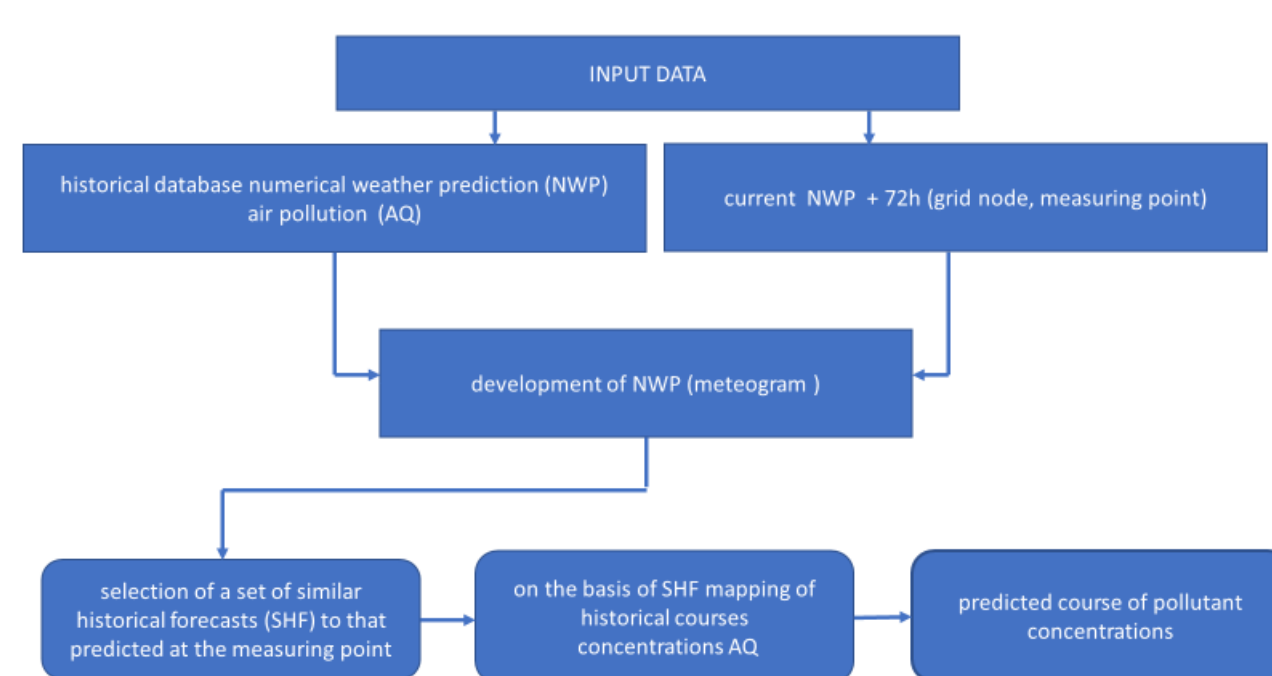 INPUT DATA
historical database numerical weather prediction (NWP)
air pollution (AQ)
current NWP + 72h (grid node, measuring point)
development of NWP (meteogram )
selection of a set of similar
historical forecasts (SHF) to that
predicted at the measuring point
on the basis of SHF mapping of
historical courses
concentrations AQ
predicted course of pollutant
concentrations